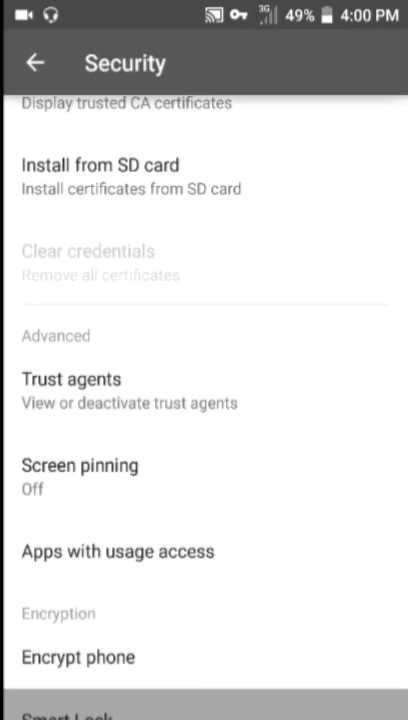 3G 49% 4:00 PM
Security
Display trusted CA certificates
Install from SD card
Install certificates from SD card
Clear credentials
Remove all certificates
Advanced
Trust agents
View or deactivate trust agents
Screen pinning
Off
Apps with usage access
Encryption
Encrypt phone
Smart Lock